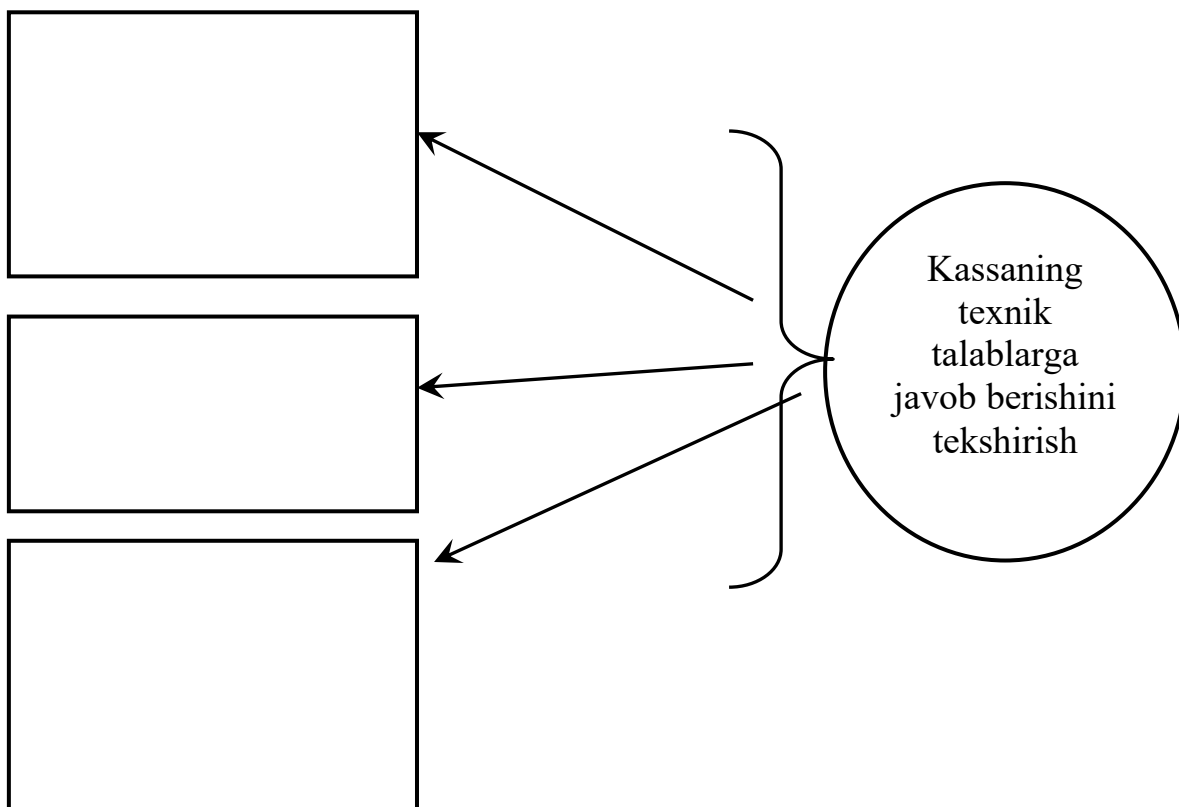 Kassaning
texnik
talablarga
javob berishini
tekshirish